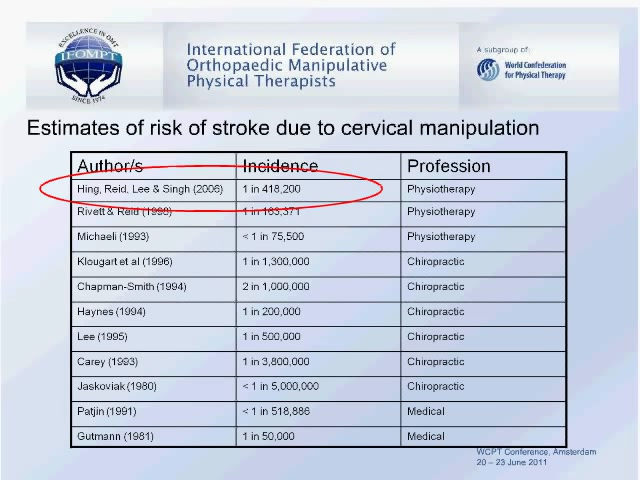 EXCELLENCE IN OMT
IFOMPT
SINCE 1974
International Federation of
Orthopaedic Manipulative
Physical Therapists
A subgroup of:
World Confederation
for Physical Therapy
Estimates of risk of stroke due to cervical manipulation
Author/s Incidence Profession
Hing, Reid, Lee & Singh (2006) 1 in 418,200 Physiotherapy
Rivett & Reid (1998) 1 in 163,371 Physiotherapy
Michaeli (1993) < 1 in 75,500 Physiotherapy
Klougart et al (1996) 1 in 1,300,000 Chiropractic
Chapman-Smith (1994) 2 in 1,000,000 Chiropractic
Haynes (1994) 1 in 200,000 Chiropractic
Lee (1995) 1 in 500,000 Chiropractic
Carey (1993) 1 in 3,800,000 Chiropractic
Jaskoviak (1980) < 1 in 5,000,000 Chiropractic
Patjin (1991) < 1 in 518,886 Medical
Gutmann (1981) 1 in 50,000 Medical
WCPT Conference, Amsterdam
20 – 23 June 2011